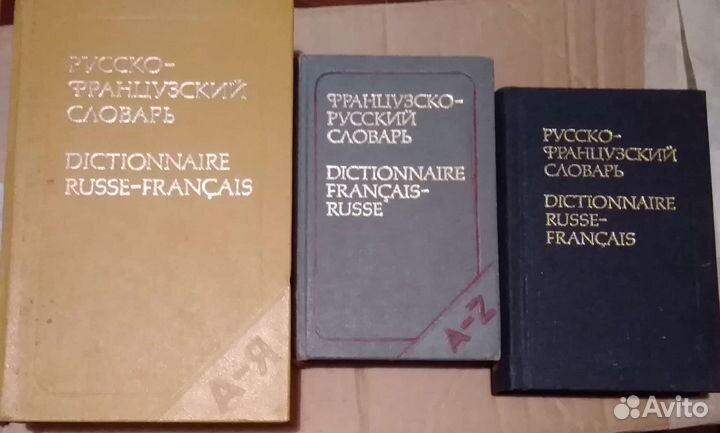 РУССКО-
ФРАНЦУЗСКИЙ
СЛОВАРЬ
DICTIONNAIRE
RUSSE-FRANÇAIS
А-Я
ФРАНЦУЗСКО-
РУССКИЙ
СЛОВАРЬ
DICTIONNAIRE
FRANÇAIS-
RUSSE
A-Z
РУССКО-
ФРАНЦУЗСКИЙ
СЛОВАРЬ
DICTIONNAIRE
RUSSE-
FRANÇAIS
Avito